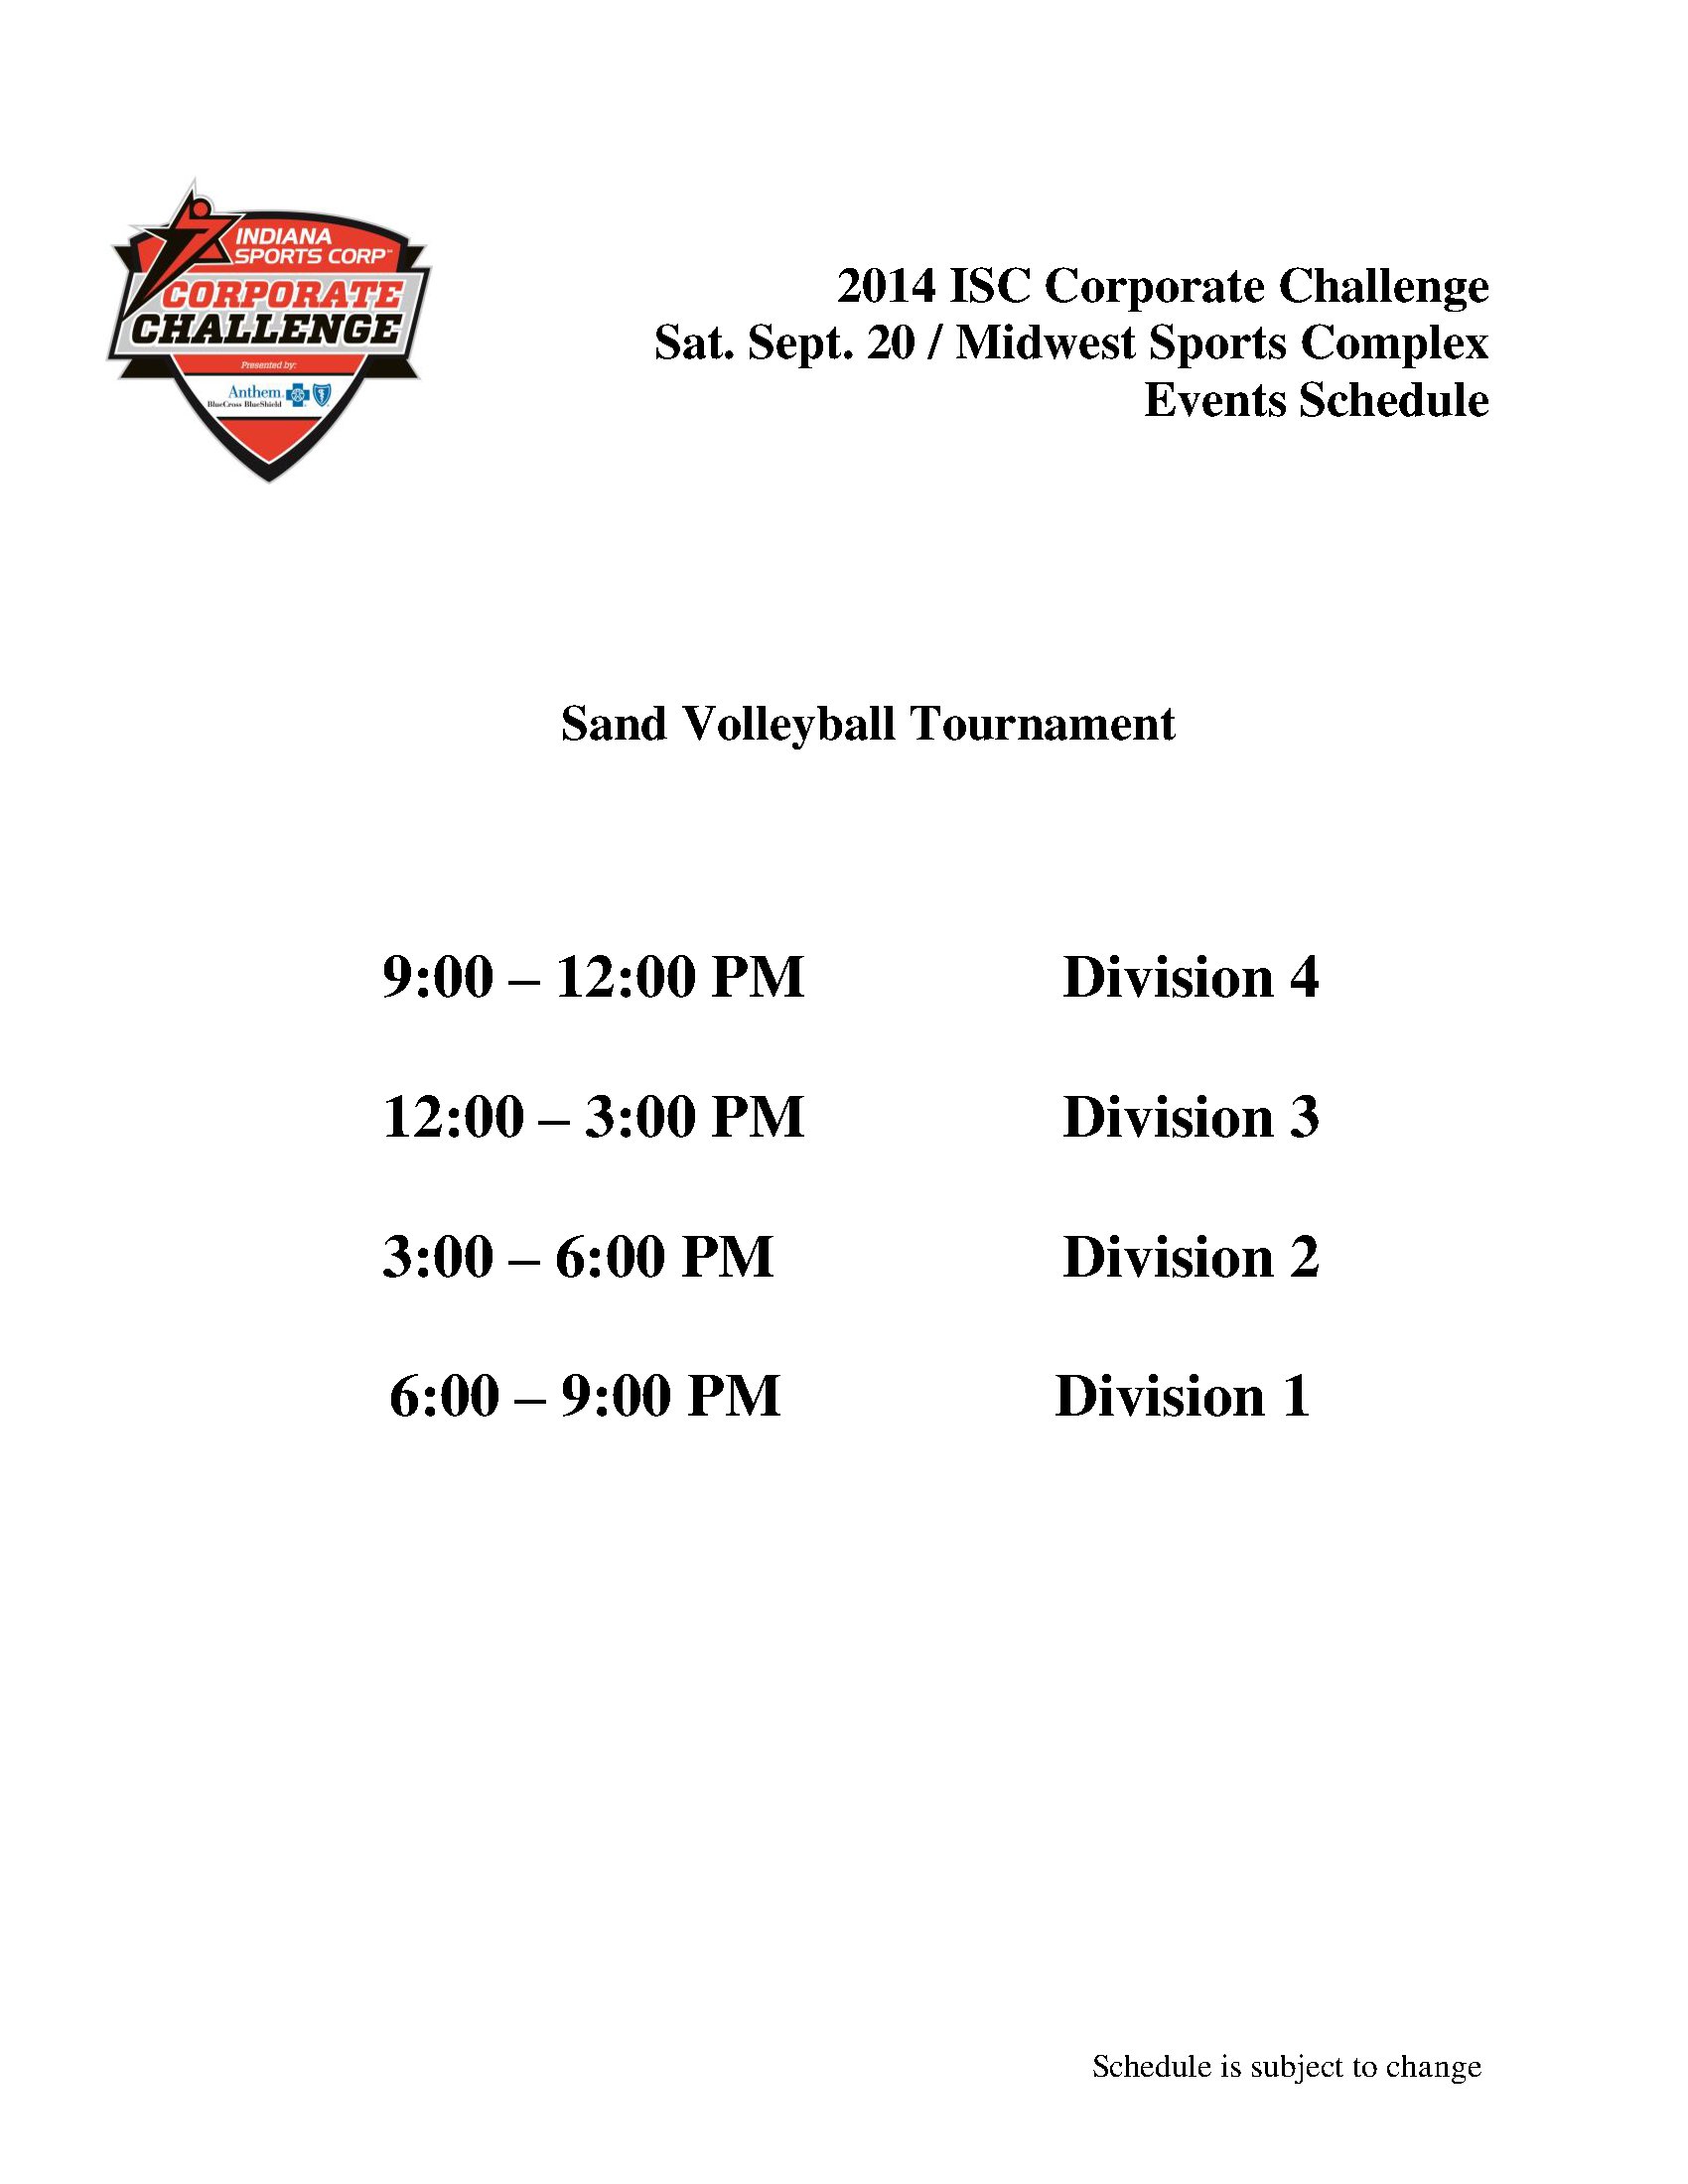 INDIANA
SPORTS CORP™
CORPORATE
CHALLENGE
Presented by:
Anthem
BlueCross BlueShield
2014 ISC Corporate Challenge
Sat. Sept. 20 / Midwest Sports Complex
Events Schedule
Sand Volleyball Tournament
9:00 – 12:00 PM Division 4
12:00 – 3:00 PM Division 3
3:00 – 6:00 PM Division 2
6:00 – 9:00 PM Division 1
Schedule is subject to change